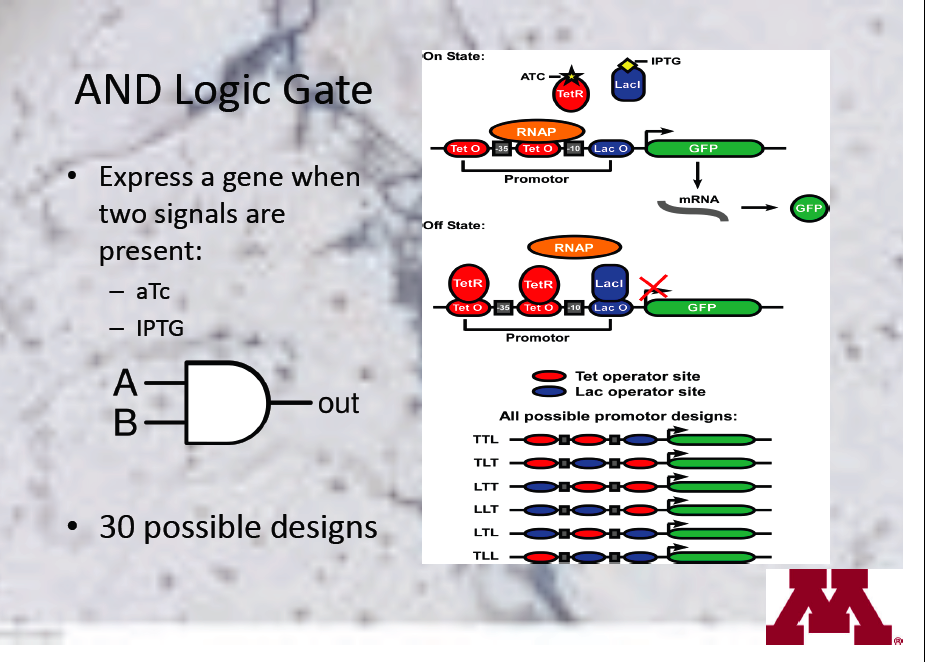 AND Logic Gate
• Express a gene when
two signals are
present:
– aTc
– IPTG
A
B
out
• 30 possible designs
On State:
ATC
TetR
IPTG
LacI
RNAP
Tet O
-35
Tet O
-10
Lac O
GFP
Promotor
mRNA
GFP
Off State:
RNAP
TetR
TetR
LacI
Tet O
-35
Tet O
-10
Lac O
GFP
Promotor
Tet operator site
Lac operator site
All possible promotor designs:
TTL
TLT
LTT
LLT
LTL
TLL
M
®